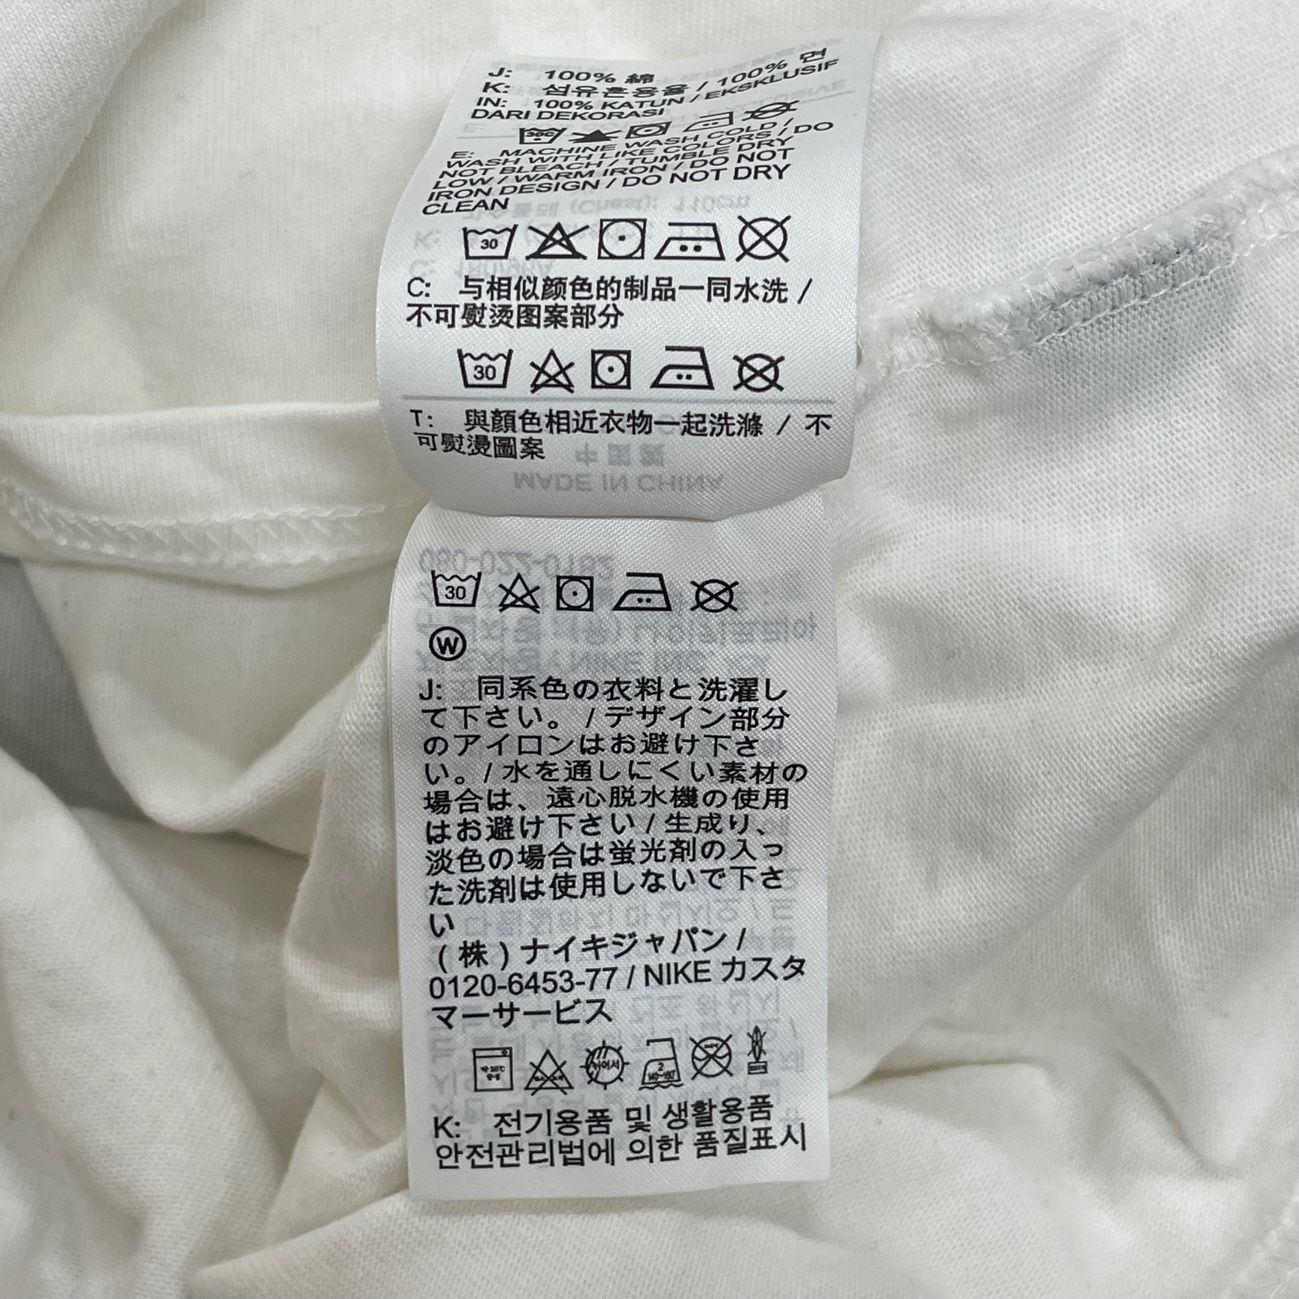 J: 100% 綿
K: 섬유혼용율 / 100% 면
IN: 100% KATUN / EKSKLUSIF
DARI DEKORASI
E: MACHINE WASH COLD /
WASH WITH LIKE COLORS / DO
NOT BLEACH / TUMBLE DRY
LOW / WARM IRON / DO NOT
IRON DESIGN / DO NOT DRY
CLEAN
30
C: 与相似颜色的制品一同水洗 /
不可熨烫图案部分
30
T: 與顏色相近衣物一起洗滌 / 不
可熨燙圖案
中國製
MADE IN CHINA
080-022-0182
30
W
J: 同系色の衣料と洗濯し
て下さい。 / デザイン部分
のアイロンはお避け下さ
い。/ 水を通しにくい素材の
場合は、遠心脱水機の使用
はお避け下さい / 生成り、
淡色の場合は蛍光剤の入っ
た洗剤は使用しないで下さ
い
(株)ナイキジャパン /
0120-6453-77 / NIKE カスタ
マーサービス
K: 전기용품 및 생활용품
안전관리법에 의한 품질표시